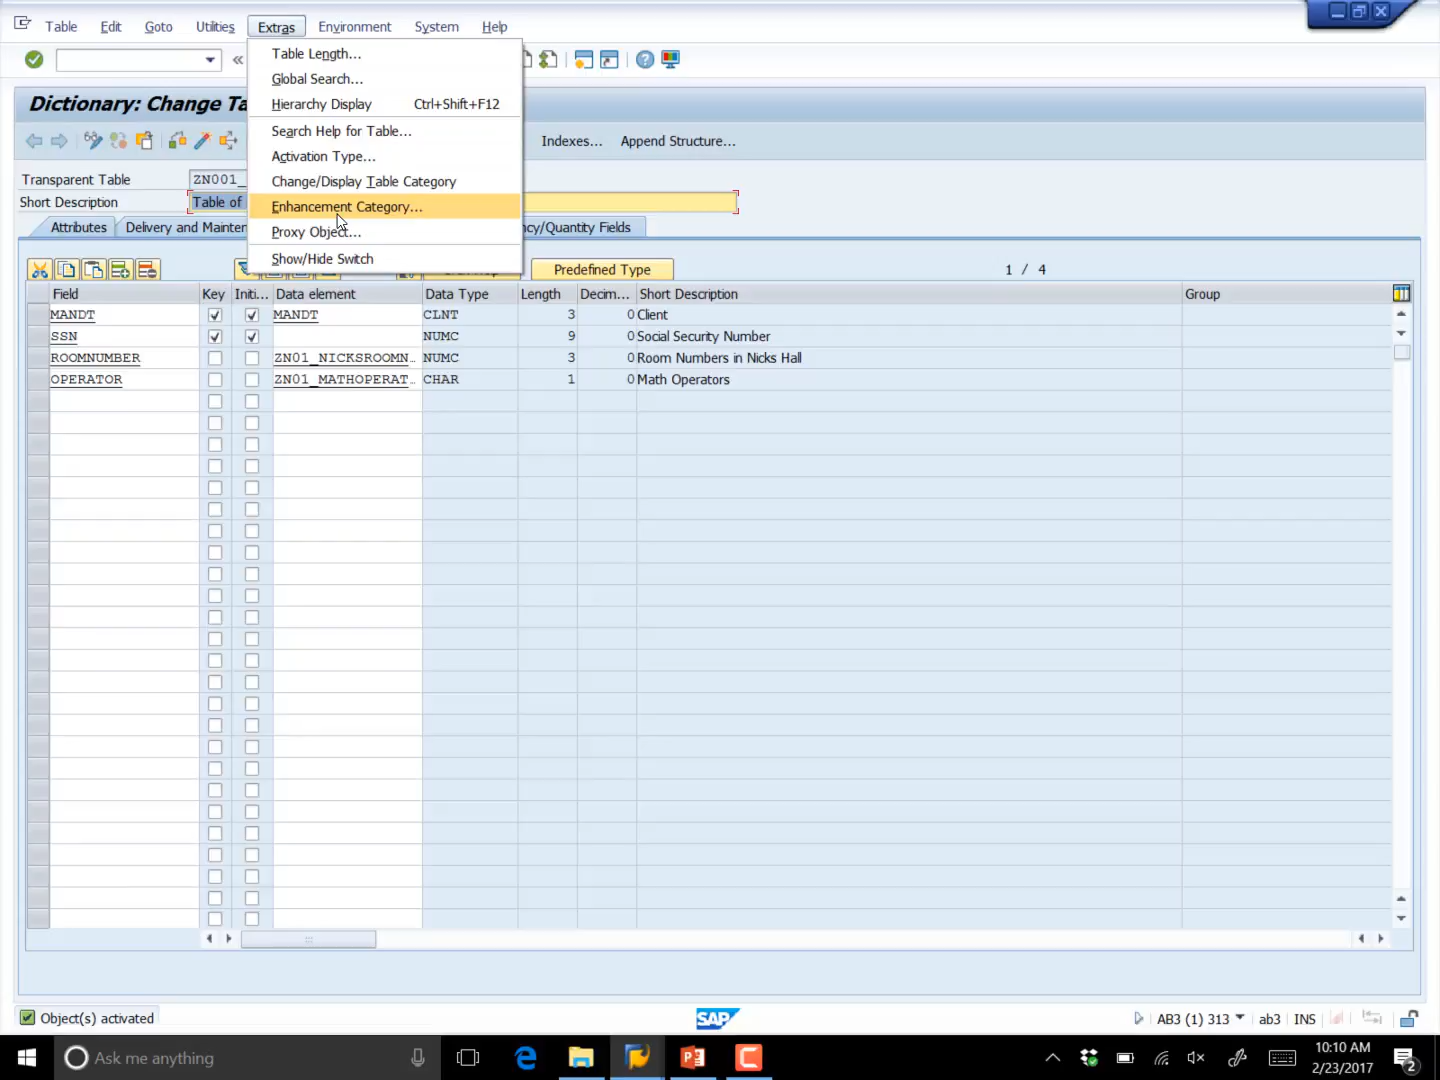 Table Edit Goto Utilities Extras Environment System Help
Table Length...
Global Search...
Hierarchy Display Ctrl+Shift+F12
Search Help for Table...
Activation Type...
Change/Display Table Category
Enhancement Category...
Proxy Object...
Show/Hide Switch
Dictionary: Change Ta
Indexes... Append Structure...
Transparent Table ZN001_
Short Description Table of
Attributes Delivery and Mainten cy/Quantity Fields
Predefined Type 1 / 4
Field Key Initi... Data element Data Type Length Decim... Short Description Group
MANDT MANDT CLNT 3 0 Client
SSN NUMC 9 0 Social Security Number
ROOMNUMBER ZN01_NICKSROOMN... NUMC 3 0 Room Numbers in Nicks Hall
OPERATOR ZN01_MATHOPERAT... CHAR 1 0 Math Operators
Object(s) activated SAP AB3 (1) 313 ab3 INS
Ask me anything
10:10 AM
2/23/2017
2